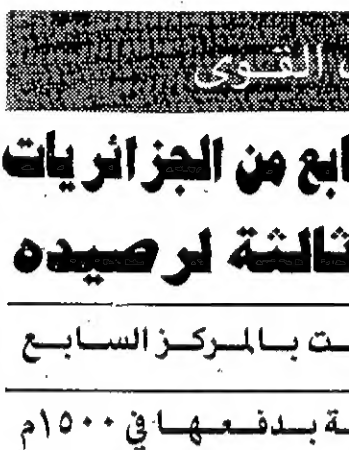 القوى
ابع من الجزائريات
ثالثة لرصيده
ت بالمركز السابع
ة بدفعها في ١٥٠٠م